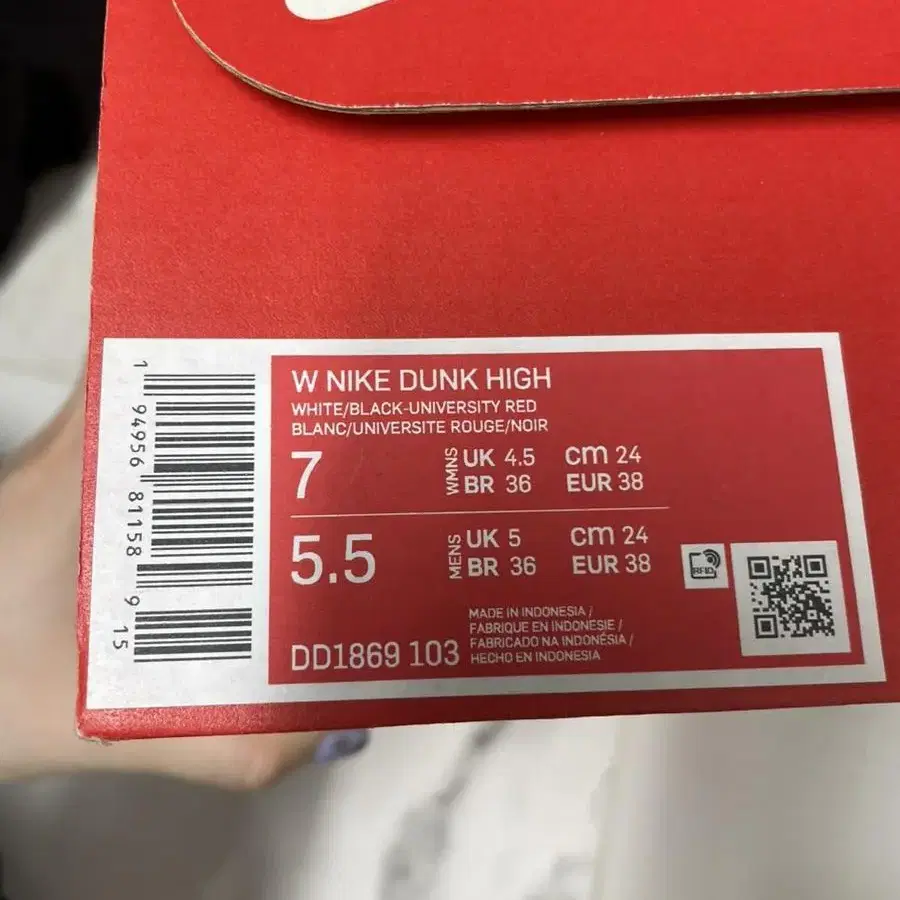 W NIKE DUNK HIGH
WHITE/BLACK-UNIVERSITY RED
BLANC/UNIVERSITE ROUGE/NOIR
7
WMNS
UK 4.5 cm 24
BR 36 EUR 38
5.5
MENS
UK 5 cm 24
BR 36 EUR 38
RFID
DD1869 103
MADE IN INDONESIA /
FABRIQUE EN INDONESIE /
FABRICADO NA INDONÉSIA /
HECHO EN INDONESIA
1 94956 81158 9 15